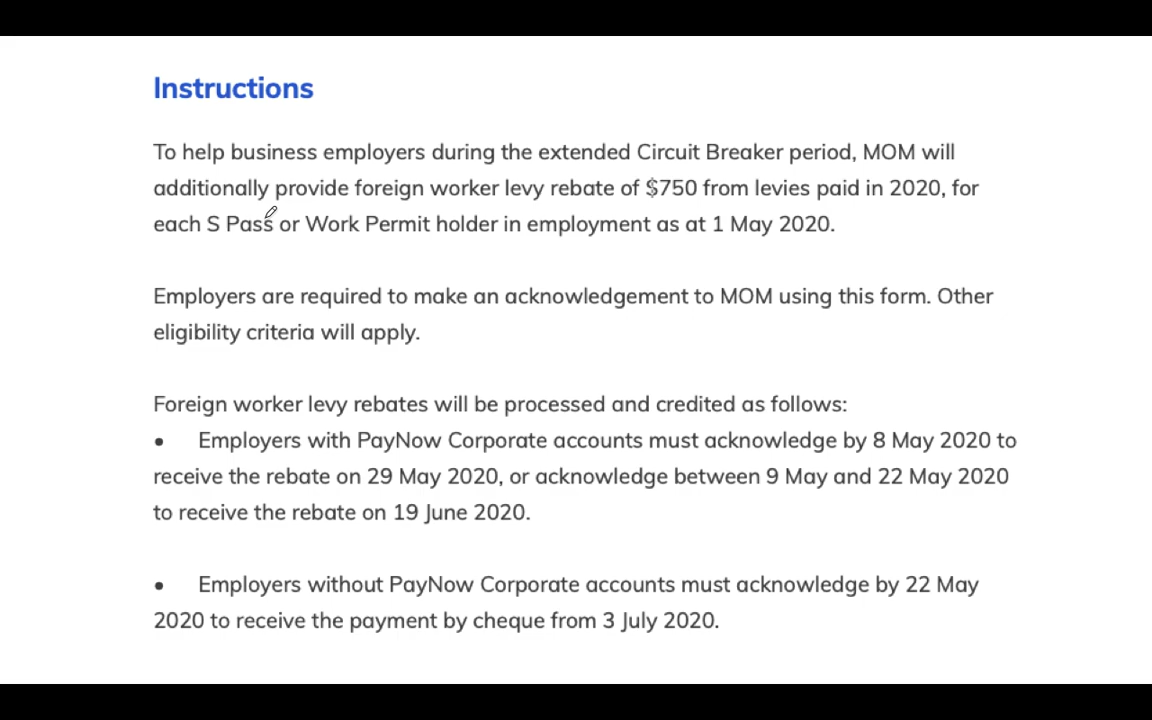 Instructions
To help business employers during the extended Circuit Breaker period, MOM will
additionally provide foreign worker levy rebate of $750 from levies paid in 2020, for
each S Pass or Work Permit holder in employment as at 1 May 2020.
Employers are required to make an acknowledgement to MOM using this form. Other
eligibility criteria will apply.
Foreign worker levy rebates will be processed and credited as follows:
• Employers with PayNow Corporate accounts must acknowledge by 8 May 2020 to
receive the rebate on 29 May 2020, or acknowledge between 9 May and 22 May 2020
to receive the rebate on 19 June 2020.
• Employers without PayNow Corporate accounts must acknowledge by 22 May
2020 to receive the payment by cheque from 3 July 2020.